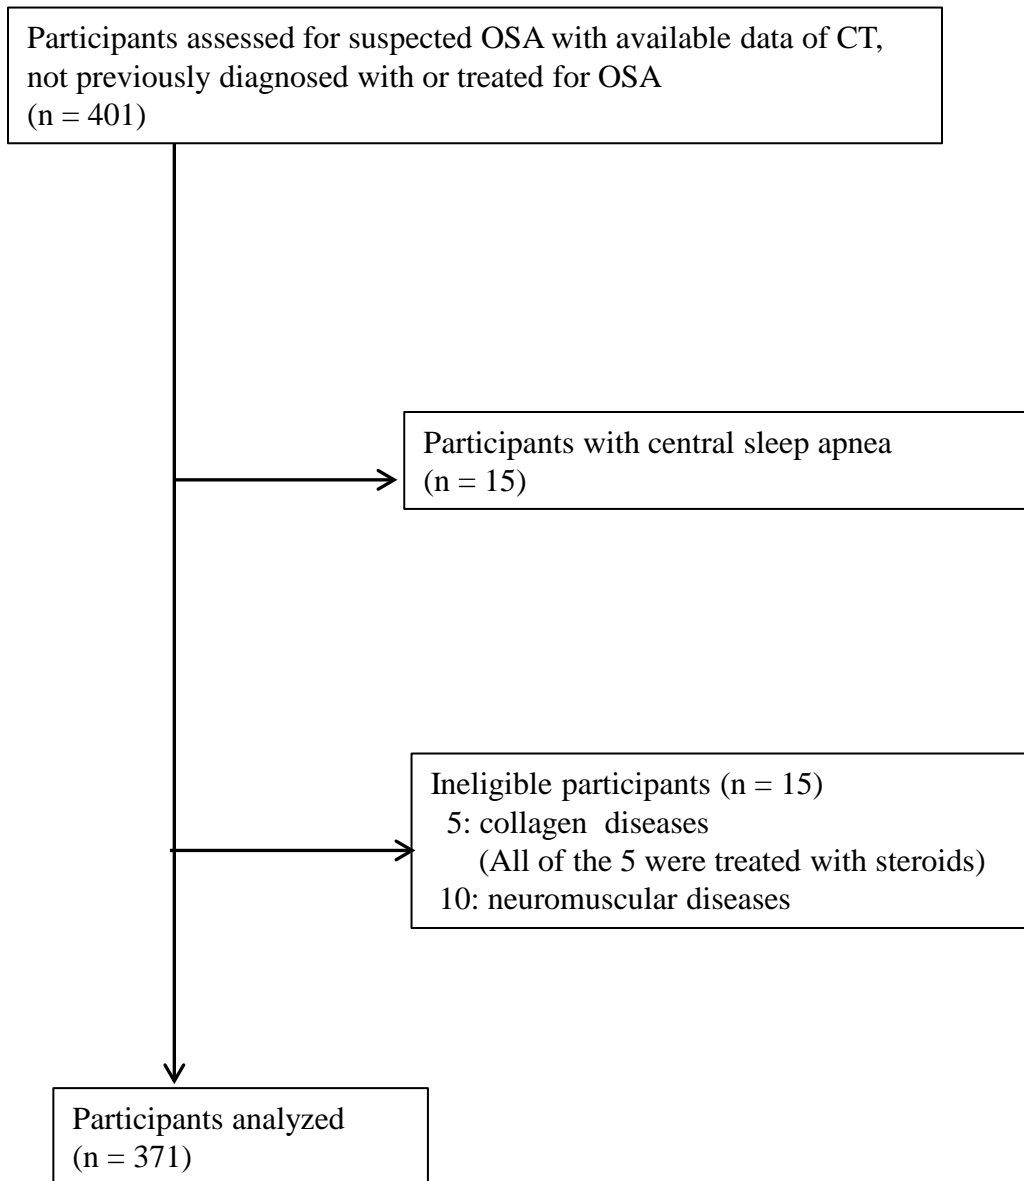 Participants assessed for suspected OSA with available data of CT,
not previously diagnosed with or treated for OSA
(n = 401)
Participants with central sleep apnea
(n = 15)
Ineligible participants (n = 15)
5: collagen diseases
(All of the 5 were treated with steroids)
10: neuromuscular diseases
Participants analyzed
(n = 371)